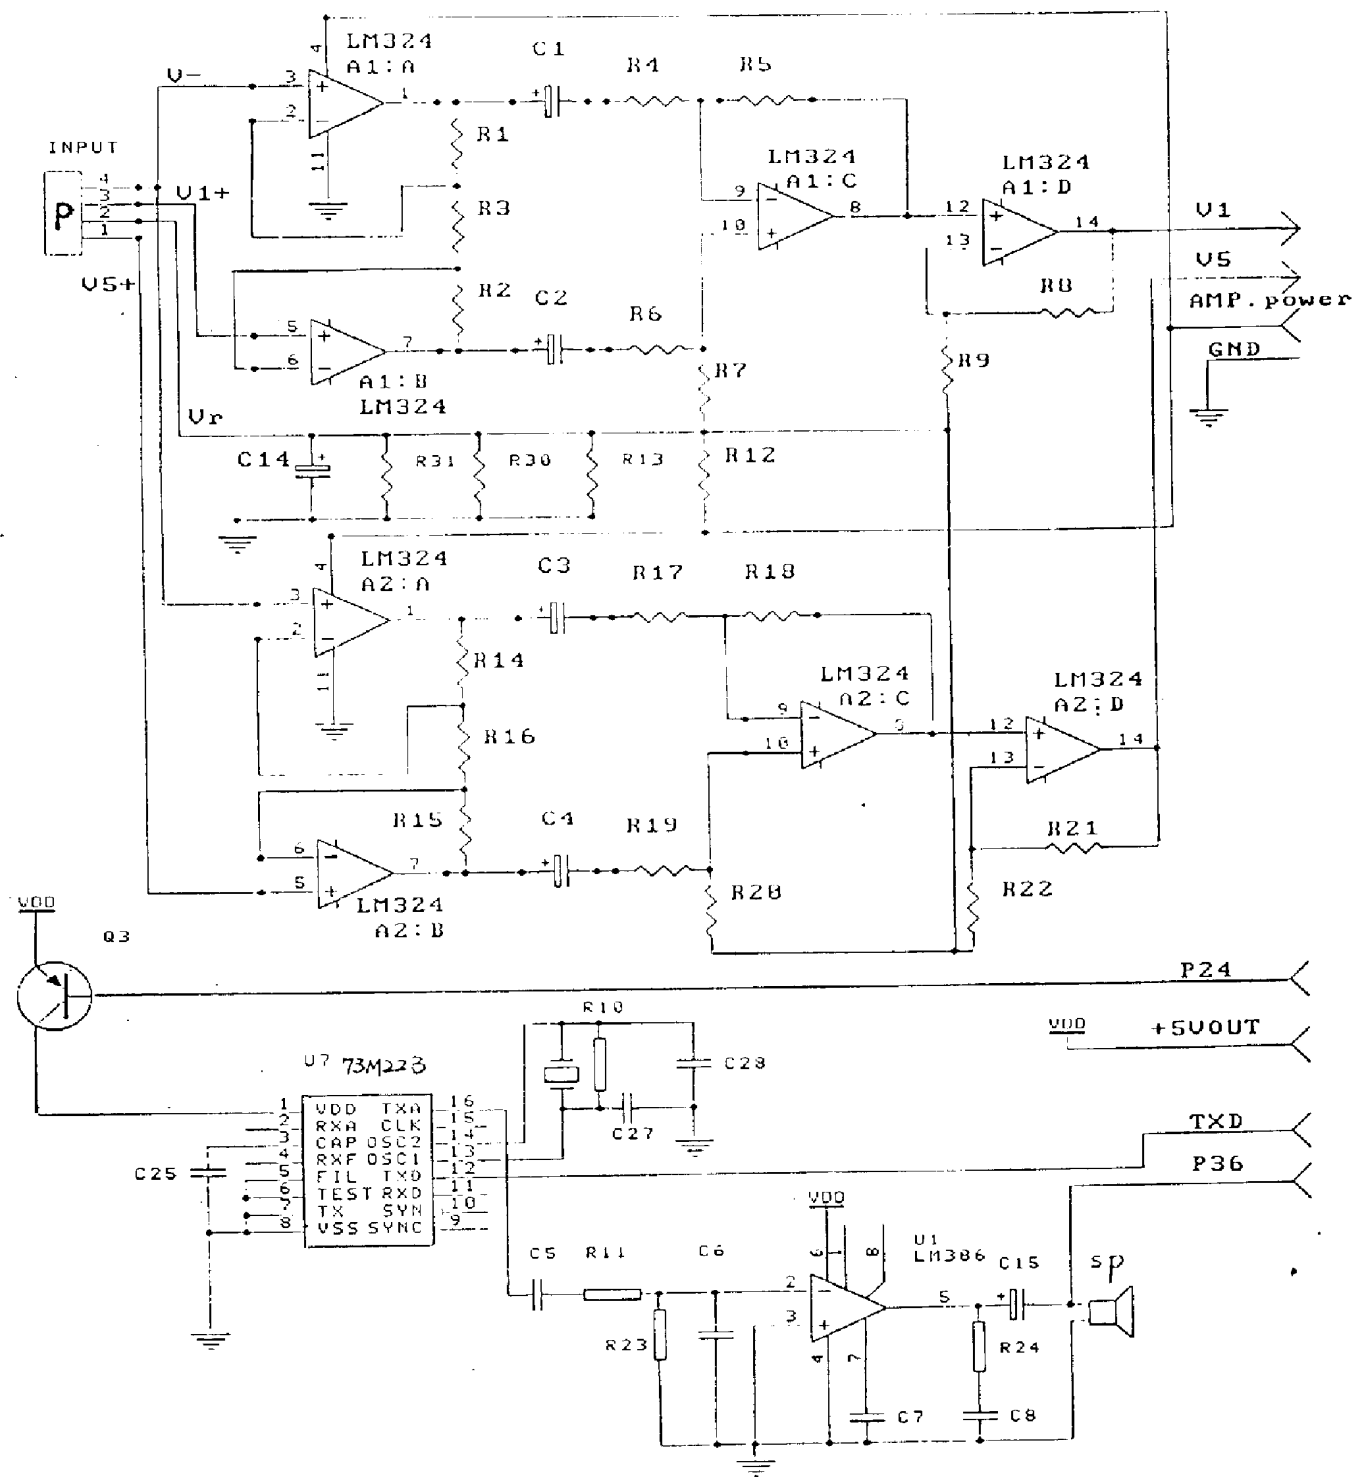 LM324
A1:A
4
3
2
1
11
V-
C1
R4
R5
R1
INPUT
P
4
3
2
1
V1+
V5+
R3
LM324
A1:C
9
10
8
LM324
A1:D
12
13
14
V1
V5
AMP.power
GND
R8
R9
R2
C2
R6
R7
5
6
7
A1:B
LM324
Vr
C14
R31
R30
R13
R12
LM324
A2:A
4
3
2
1
11
C3
R17
R18
R14
R16
R15
LM324
A2:C
9
10
LM324
A2:D
12
13
14
R21
R22
C4
R19
R20
6
5
7
LM324
A2:B
VDD
Q3
P24
VDD
+5VOUT
TXD
P36
R10
C28
C27
U7 73M223
1 VDD TXA 16
2 RXA CLK 15
3 CAP OSC2 14
4 RXF OSC1 13
5 FIL TXD 12
6 TEST RXD 11
7 TX SYN 10
8 VSS SYNC 9
C25
C5
R11
C6
R23
VDD
6
1
8
U1
LM386
2
3
5
4
7
C15
sp
R24
C7
C8